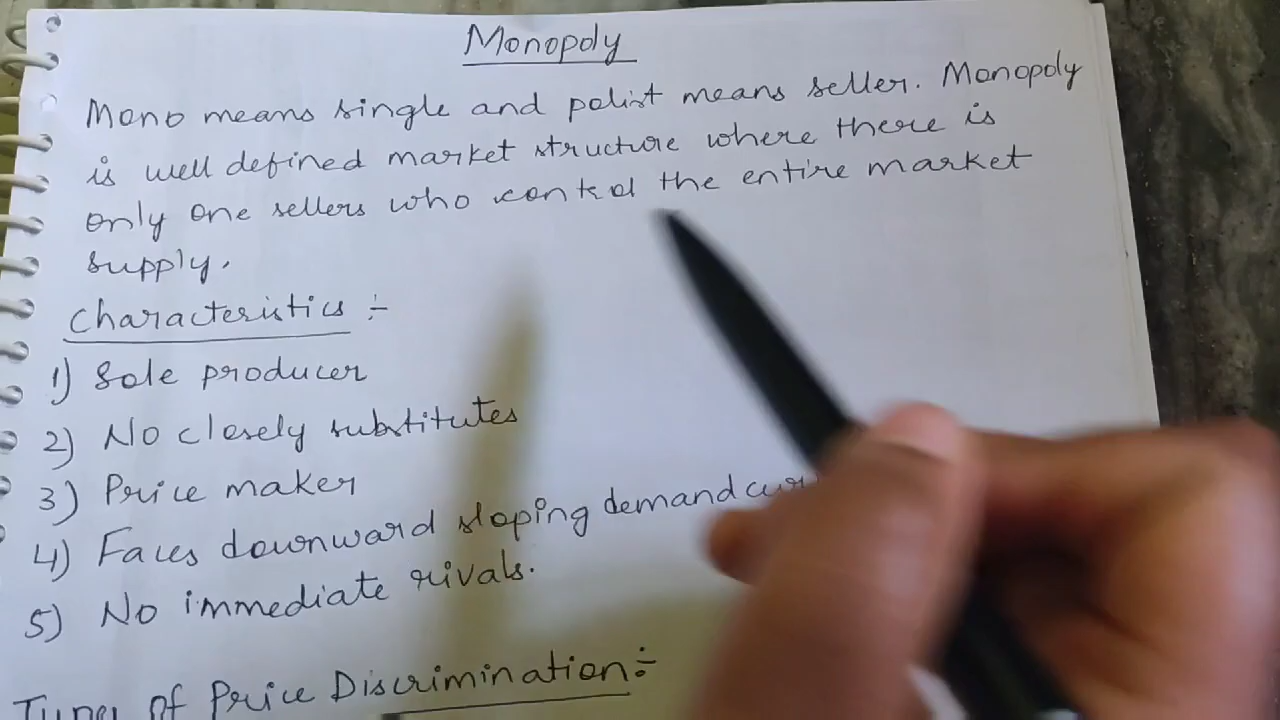 Monopoly
Mono means single and polist means seller. Monopoly
is well defined market structure where there is
only one sellers who control the entire market
supply.
Characteristics :-
1) Sole producer
2) No closely substitutes
3) Price maker
4) Faces downward sloping demand
5) No immediate rivals.
Types of Price Discrimination :-